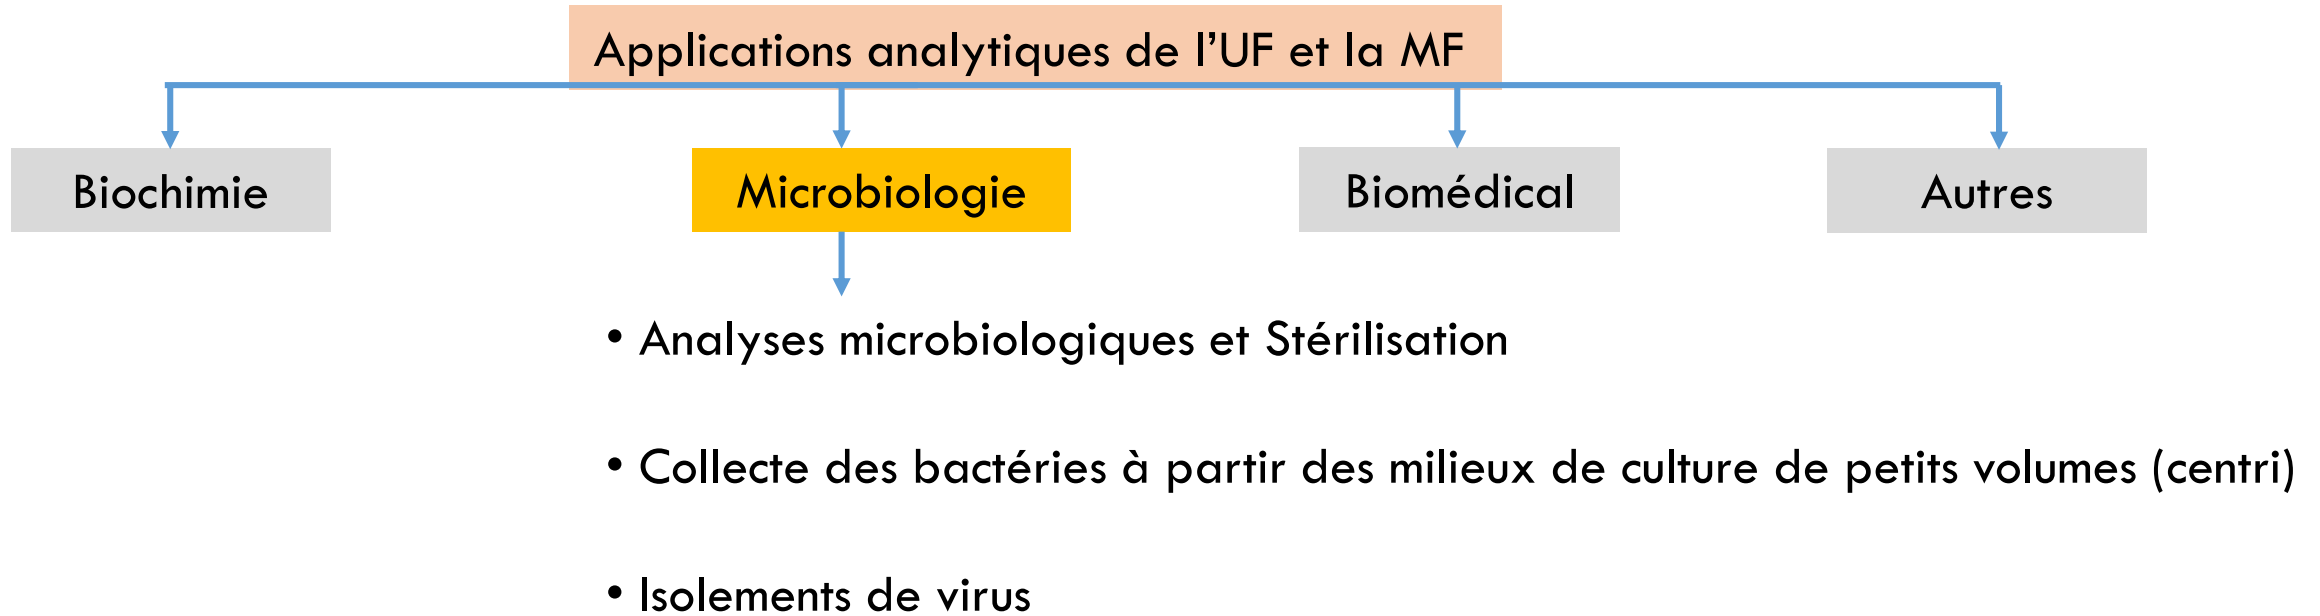 Applications analytiques de l’UF et la MF
Biochimie
Microbiologie
Biomédical
Autres
• Analyses microbiologiques et Stérilisation
• Collecte des bactéries à partir des milieux de culture de petits volumes (centri)
• Isolements de virus